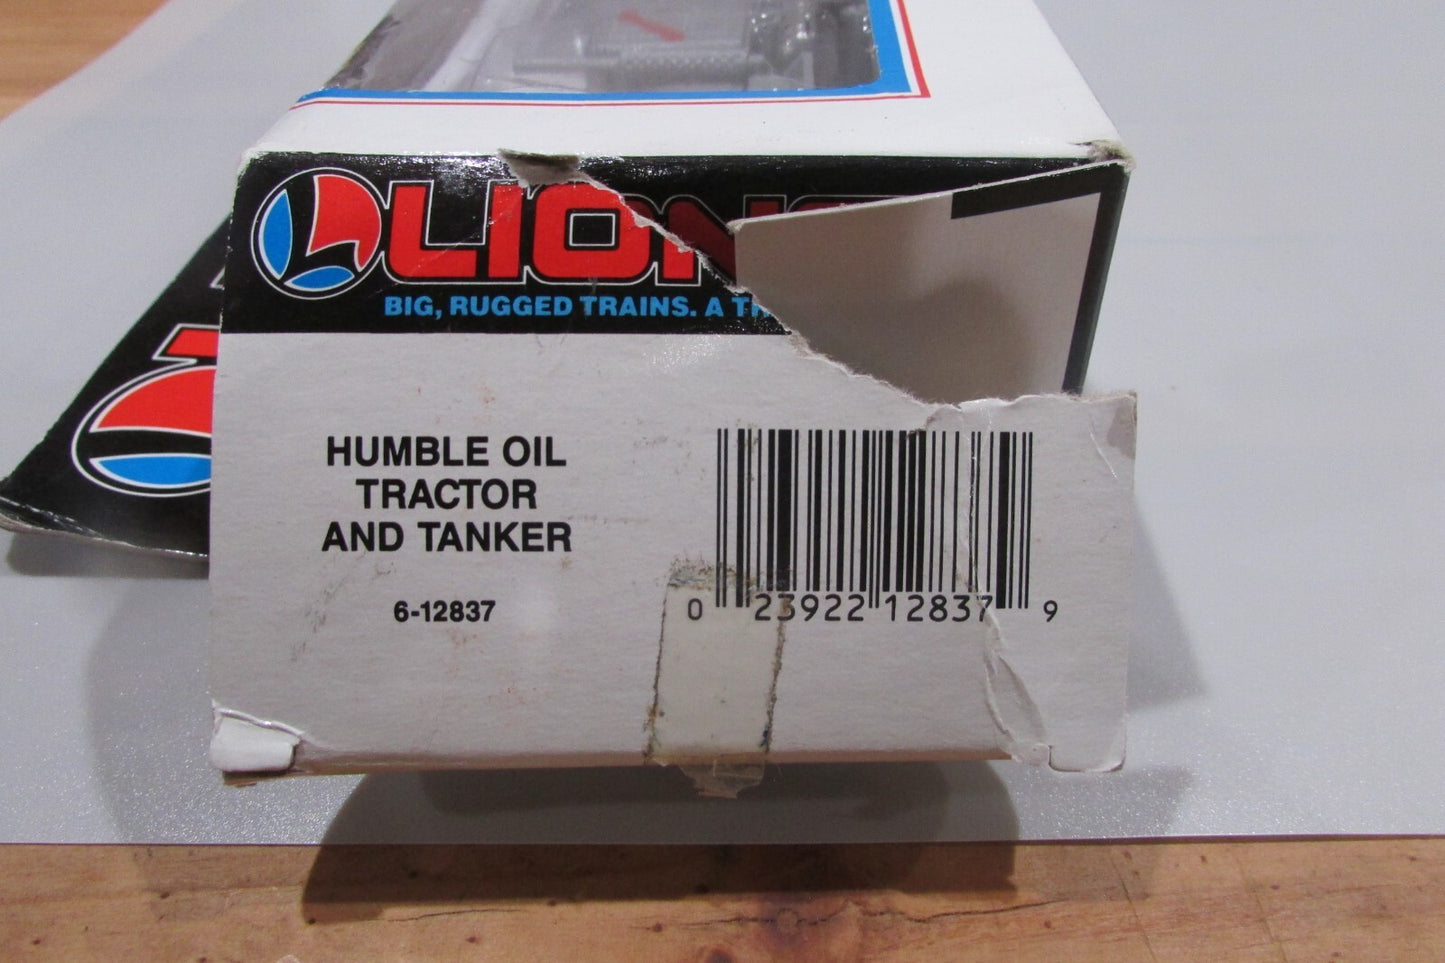 LION
BIG, RUGGED TRAINS. A
HUMBLE OIL
TRACTOR
AND TANKER
6-12837
0 23922 12837 9